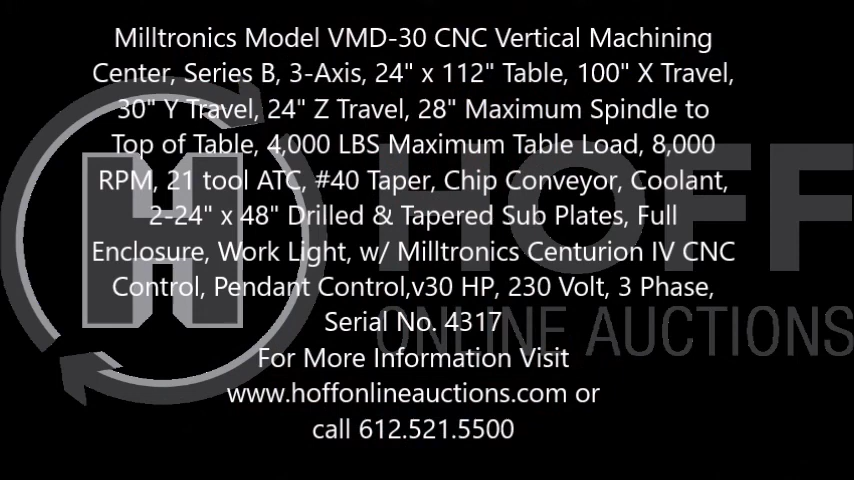 Milltronics Model VMD-30 CNC Vertical Machining
Center, Series B, 3-Axis, 24" x 112" Table, 100" X Travel,
30" Y Travel, 24" Z Travel, 28" Maximum Spindle to
Top of Table, 4,000 LBS Maximum Table Load, 8,000
RPM, 21 tool ATC, #40 Taper, Chip Conveyor, Coolant,
2-24" x 48" Drilled & Tapered Sub Plates, Full
Enclosure, Work Light, w/ Milltronics Centurion IV CNC
Control, Pendant Control,v30 HP, 230 Volt, 3 Phase,
Serial No. 4317
For More Information Visit
www.hoffonlineauctions.com or
call 612.521.5500
H
HOFF
ONLINE AUCTIONS